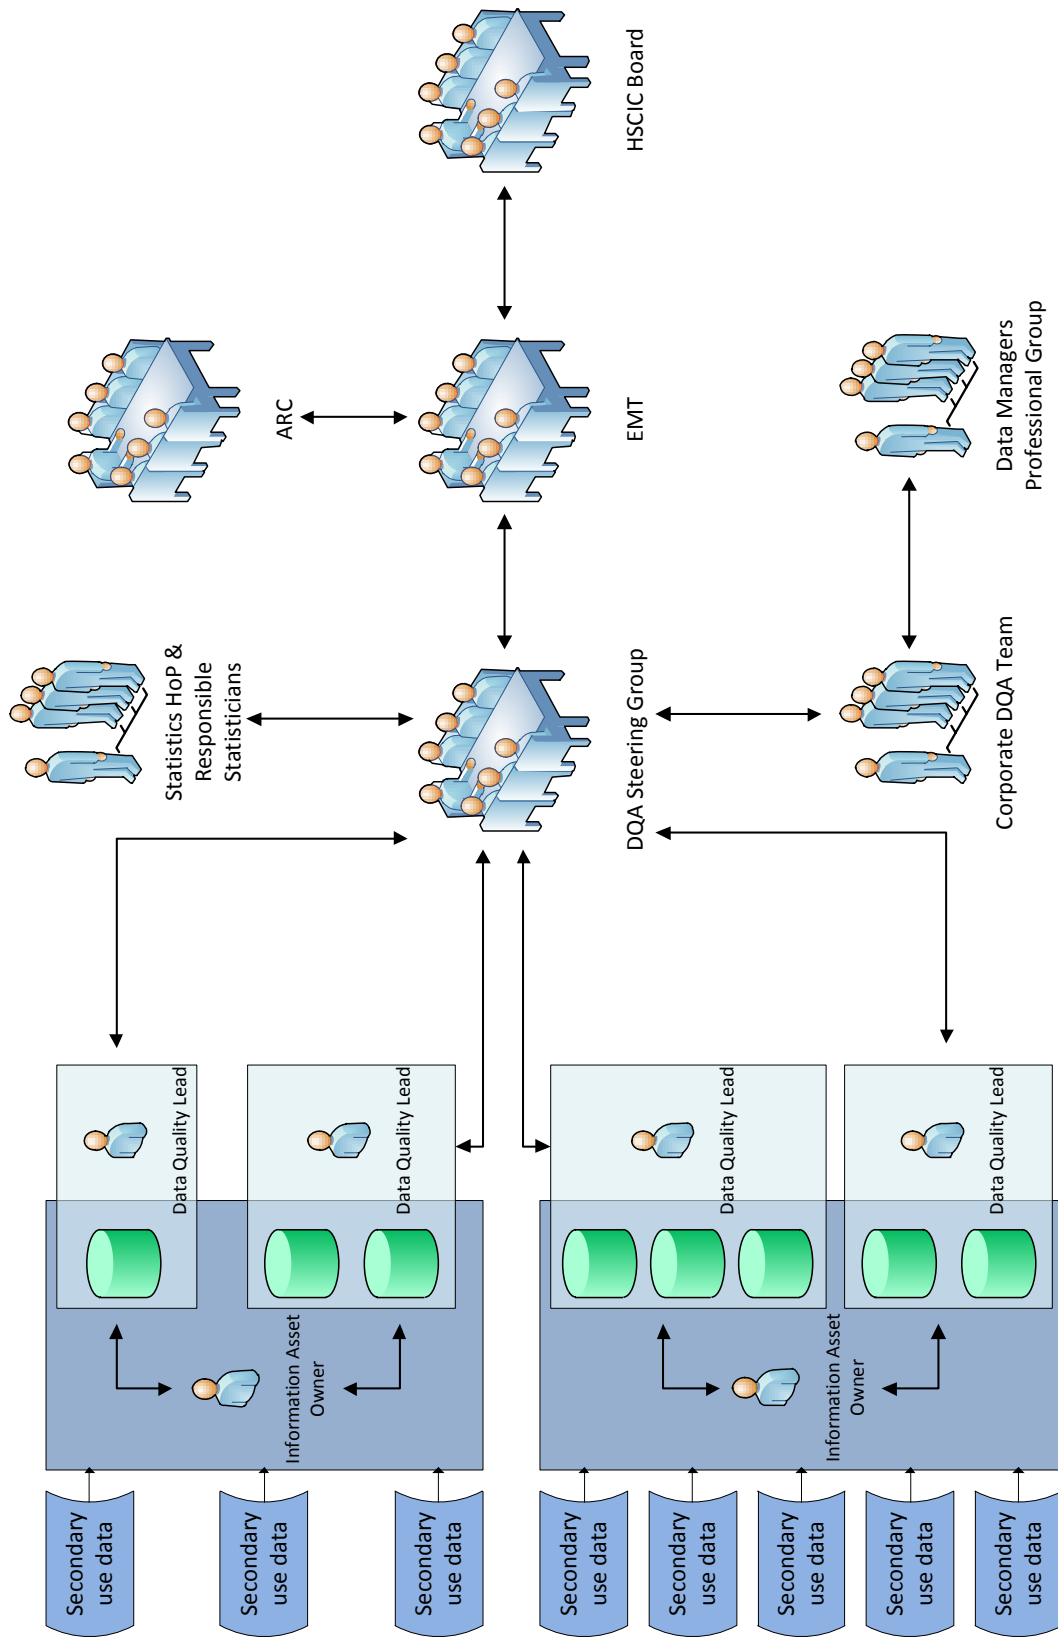 HSCIC Board
ARC
EMT
Data Managers
Professional Group
Statistics HoP &
Responsible
Statisticians
DQA Steering Group
Corporate DQA Team
Data Quality Lead
Data Quality Lead
Data Quality Lead
Data Quality Lead
Information Asset
Owner
Information Asset
Owner
Secondary
use data
Secondary
use data
Secondary
use data
Secondary
use data
Secondary
use data
Secondary
use data
Secondary
use data
Secondary
use data